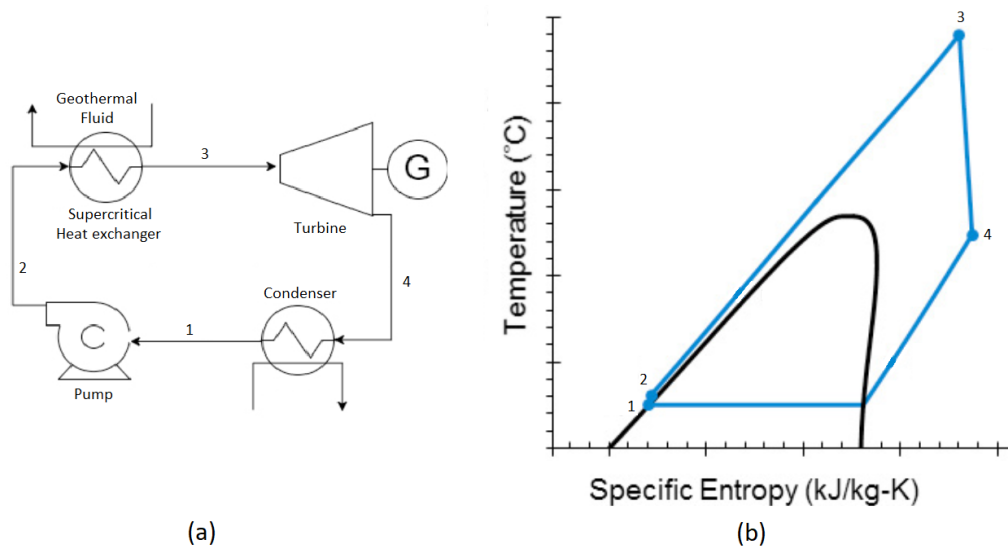 Geothermal
Fluid
3
Supercritical
Heat exchanger
G
Turbine
2
4
Condenser
1
C
Pump
(a)
3
4
2
1
Temperature (°C)
Specific Entropy (kJ/kg-K)
(b)